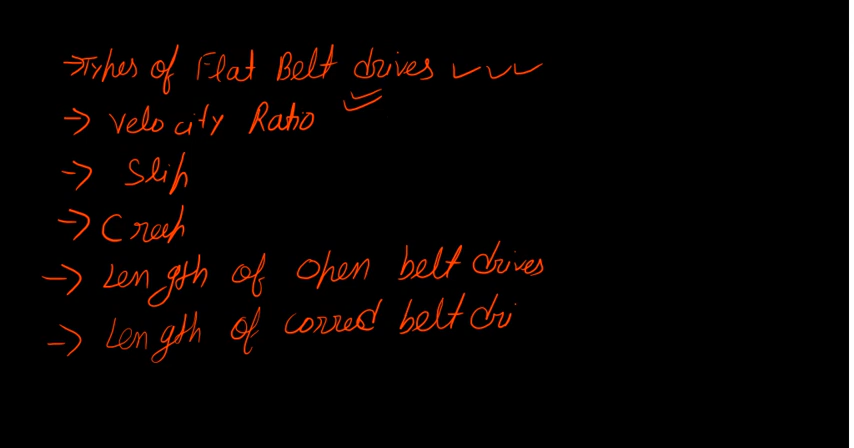 →Types of Flat Belt drives ✓✓✓
→ Velocity Ratio
→ Slip
→ Creep
→ Length of open belt drives
→ Length of corred belt dri